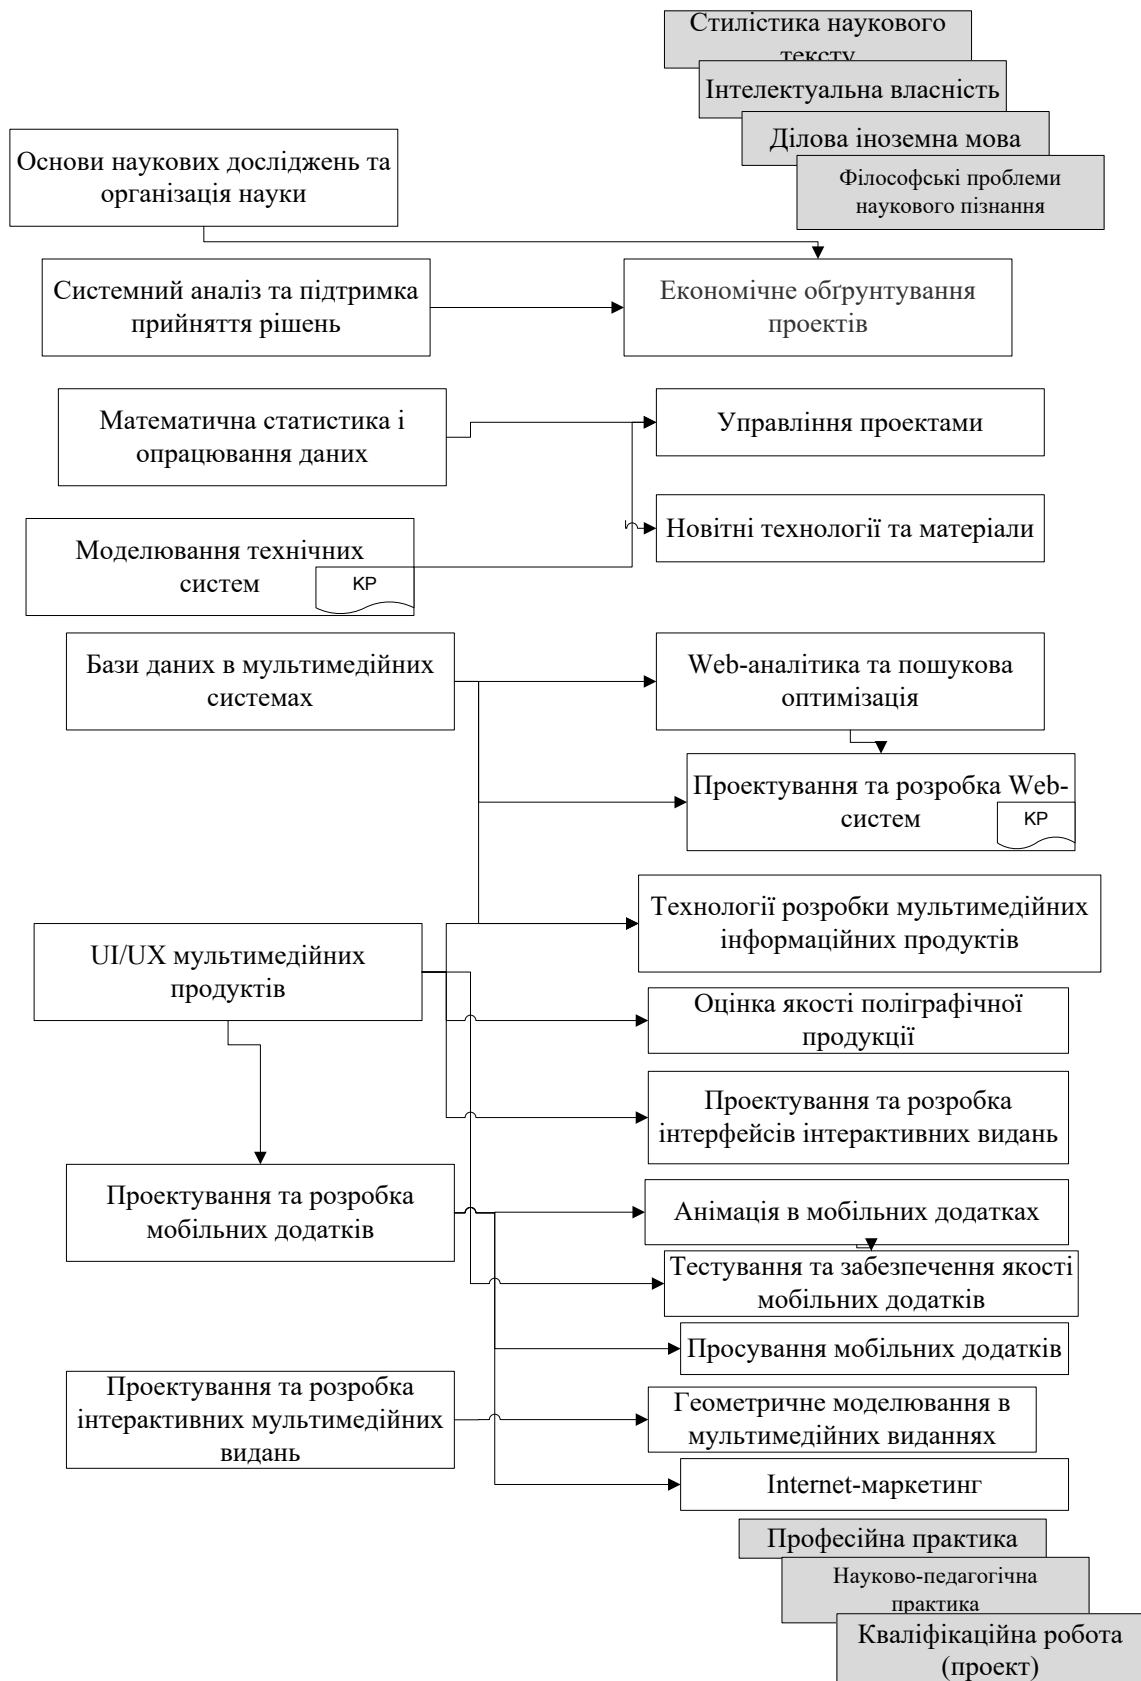 Стилістика наукового
тексту
Інтелектуальна власність
Ділова іноземна мова
Філософські проблеми
наукового пізнання
Основи наукових досліджень та
організація науки
Системний аналіз та підтримка
прийняття рішень
Економічне обґрунтування
проектів
Математична статистика і
опрацювання даних
Управління проектами
Новітні технології та матеріали
Моделювання технічних
систем
КР
Бази даних в мультимедійних
системах
Web-аналітика та пошукова
оптимізація
Проектування та розробка Web-
систем
КР
Технології розробки мультимедійних
інформаційних продуктів
UI/UX мультимедійних
продуктів
Оцінка якості поліграфічної
продукції
Проектування та розробка
інтерфейсів інтерактивних видань
Проектування та розробка
мобільних додатків
Анімація в мобільних додатках
Тестування та забезпечення якості
мобільних додатків
Просування мобільних додатків
Проектування та розробка
інтерактивних мультимедійних
видань
Геометричне моделювання в
мультимедійних виданнях
Internet-маркетинг
Професійна практика
Науково-педагогічна
практика
Кваліфікаційна робота
(проект)